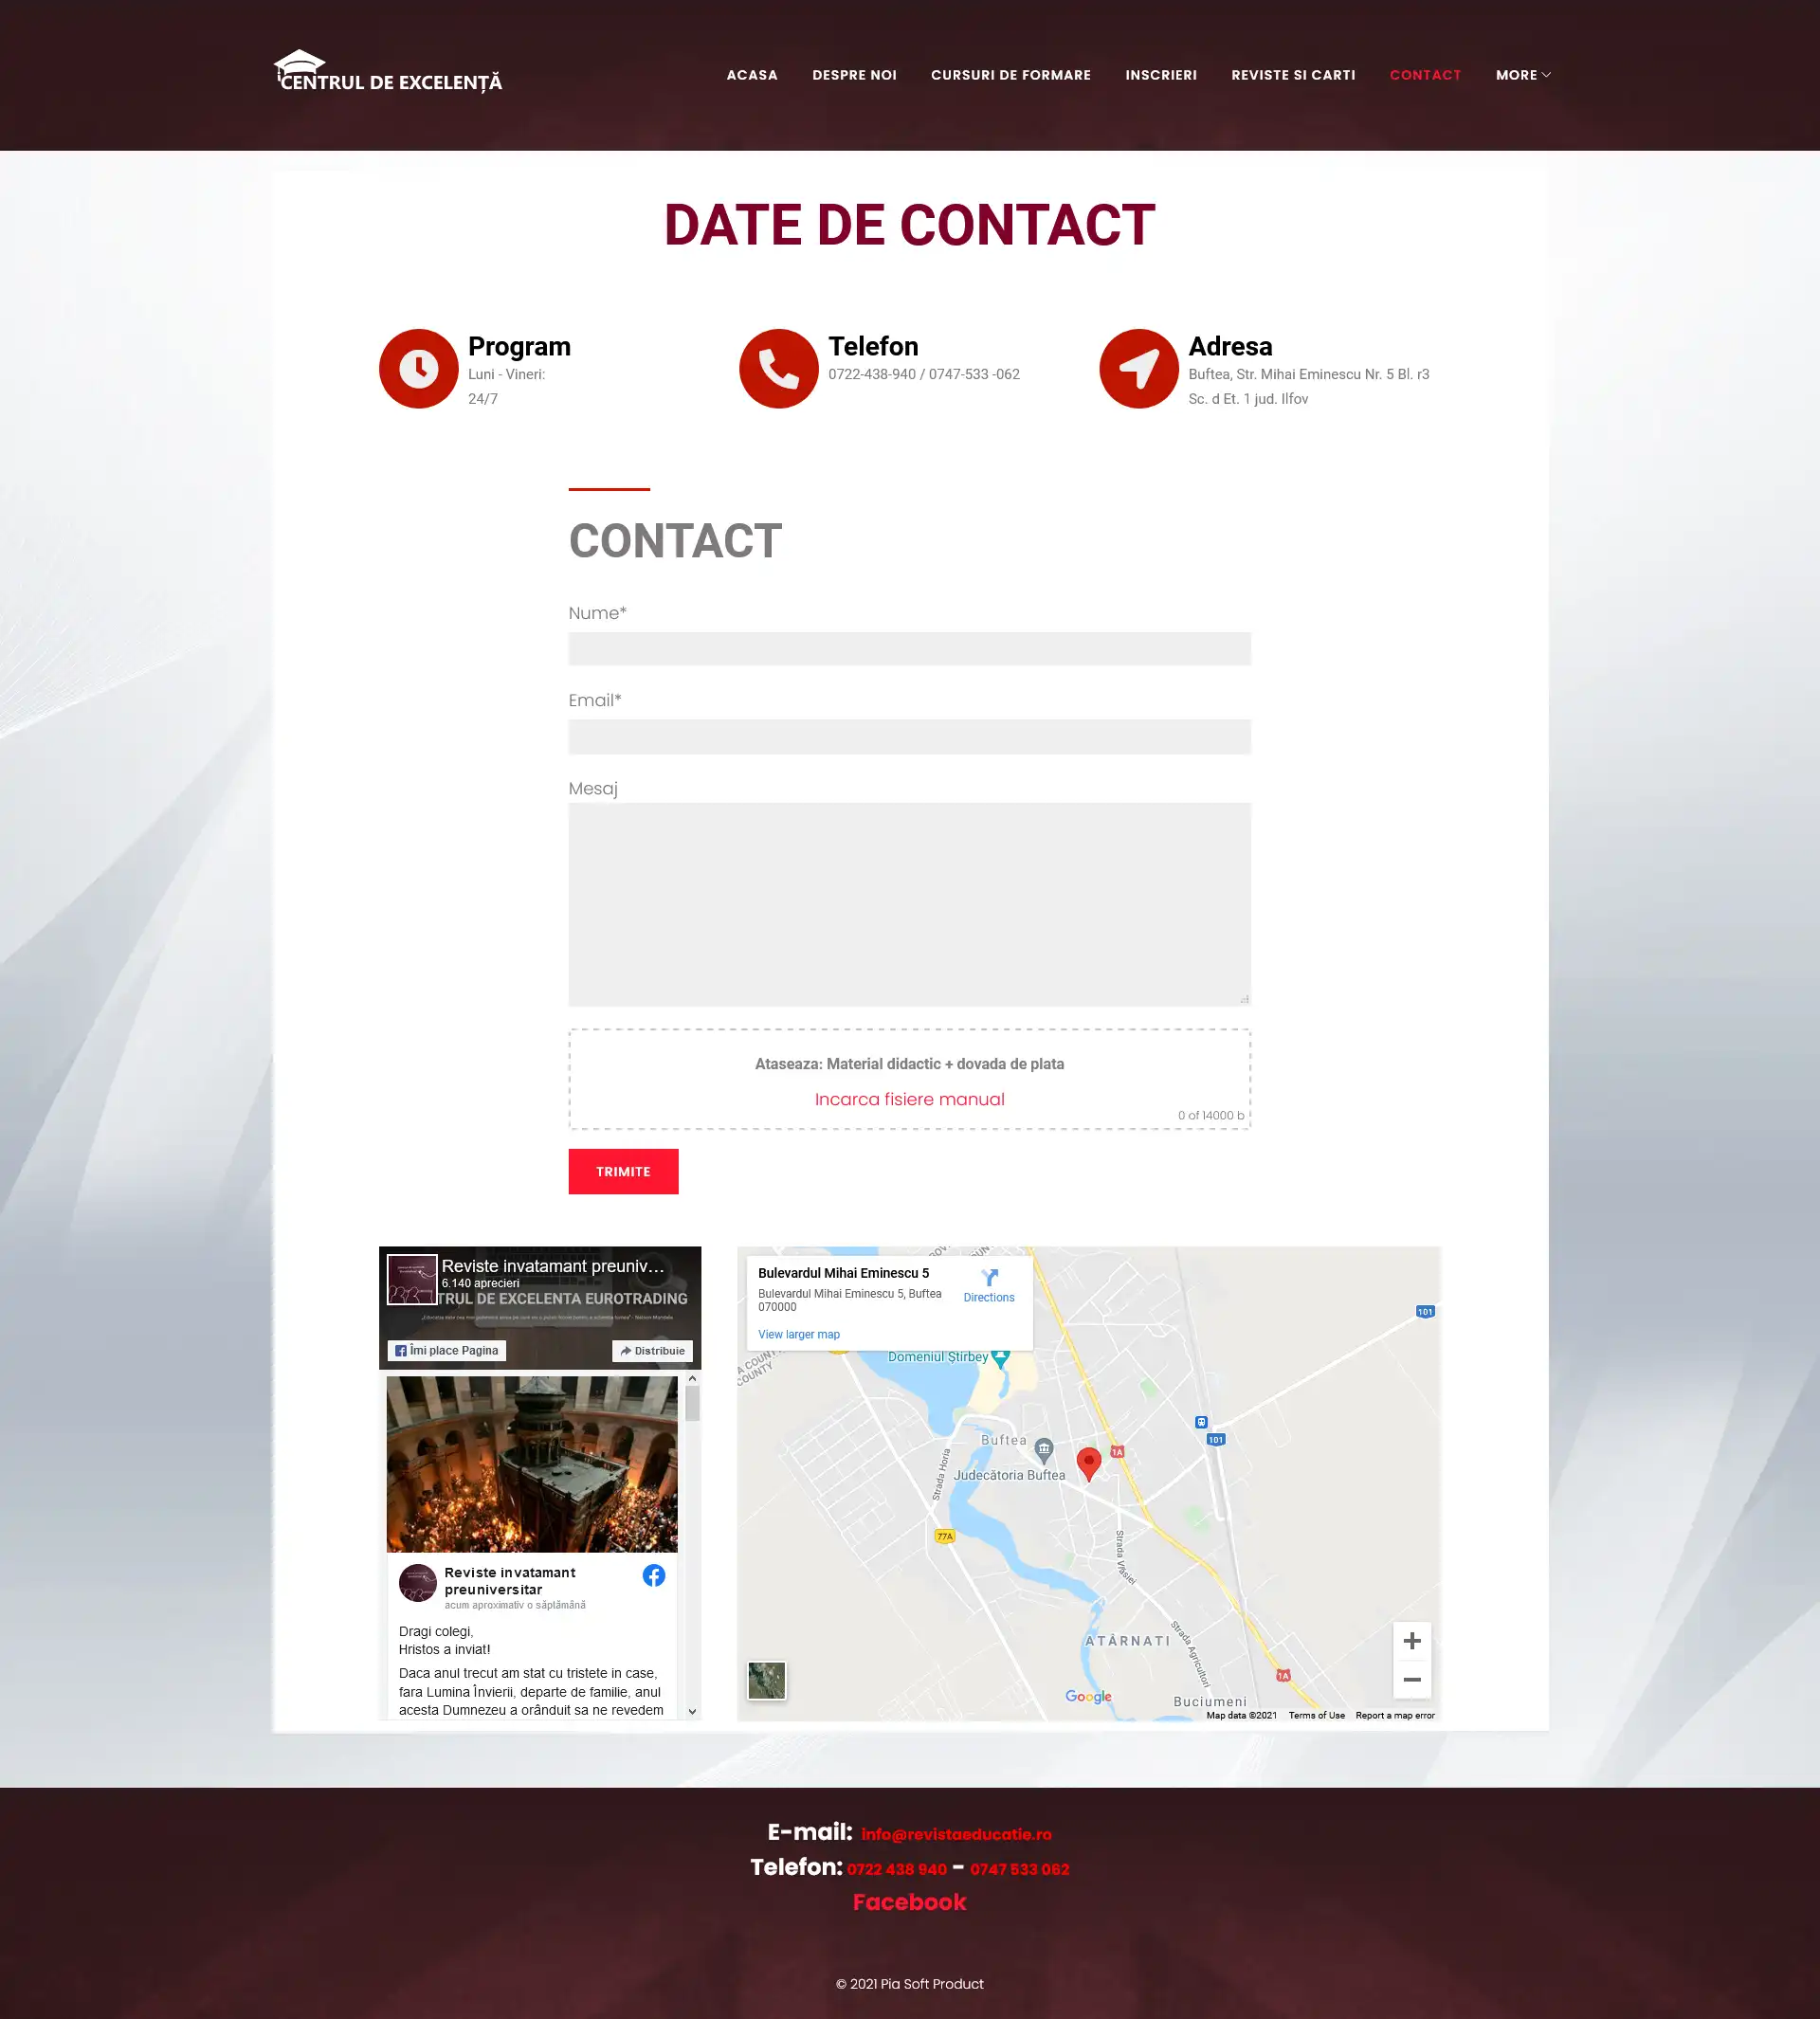 CENTRUL DE EXCELENȚĂ
ACASA DESPRE NOI CURSURI DE FORMARE INSCRIERI REVISTE SI CARTI CONTACT MORE
DATE DE CONTACT
Program
Luni - Vineri:
24/7
Telefon
0722-438-940 / 0747-533 -062
Adresa
Buftea, Str. Mihai Eminescu Nr. 5 Bl. r3
Sc. d Et. 1 jud. Ilfov
CONTACT
Nume*
Email*
Mesaj
Ataseaza: Material didactic + dovada de plata
Incarca fisiere manual
0 of 14000 b
TRIMITE
Reviste invatamant preuniv...
6.140 aprecieri
TRUL DE EXCELENTA EUROTRADING
Îmi place Pagina
Distribuie
Reviste invatamant
preuniversitar
acum aproximativ o săptămână
Dragi colegi,
Hristos a inviat!
Daca anul trecut am stat cu tristete in case,
fara Lumina Învierii, departe de familie, anul
acesta Dumnezeu a orânduit sa ne revedem
Bulevardul Mihai Eminescu 5
Bulevardul Mihai Eminescu 5, Buftea
070000
Directions
View larger map
101
Domeniul Știrbey
A COUNTY
COUNTY
Buftea
101
1A
Judecătoria Buftea
Strada Horia
77A
Strada Vlăsiei
ATÂRNAȚI
Strada Agricultori
1A
Buciumeni
Google
Map data ©2021 Terms of Use Report a map error
E-mail: info@revistaeducatie.ro
Telefon: 0722 438 940 - 0747 533 062
Facebook
© 2021 Pia Soft Product